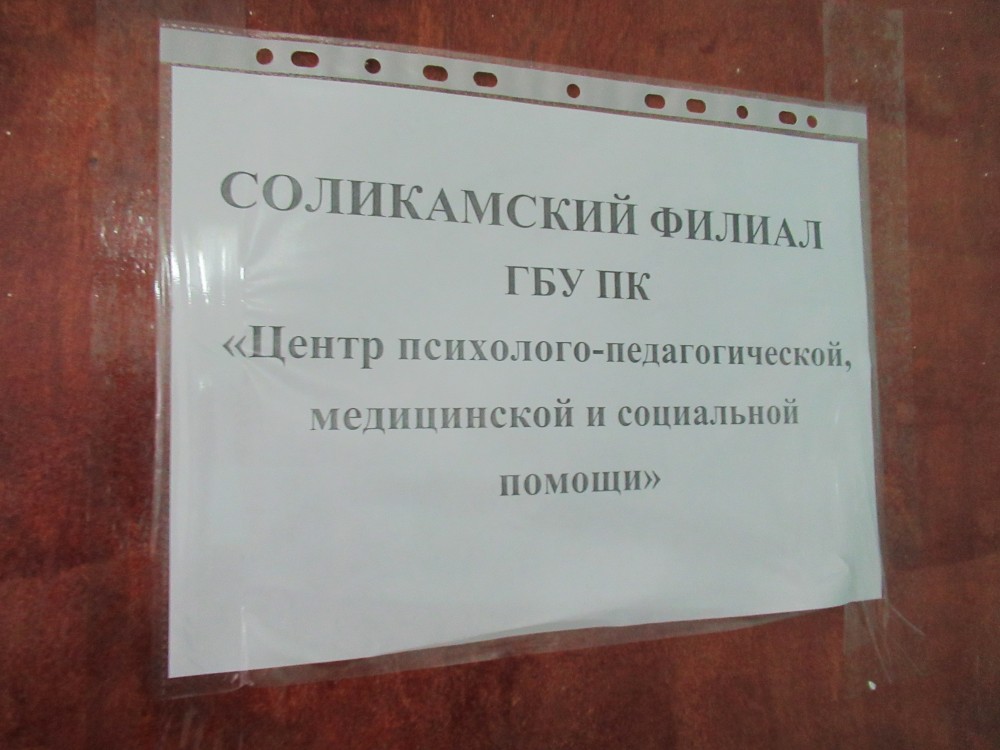 СОЛИКАМСКИЙ ФИЛИАЛ
ГБУ ПК
«Центр психолого-педагогической,
медицинской и социальной
помощи»